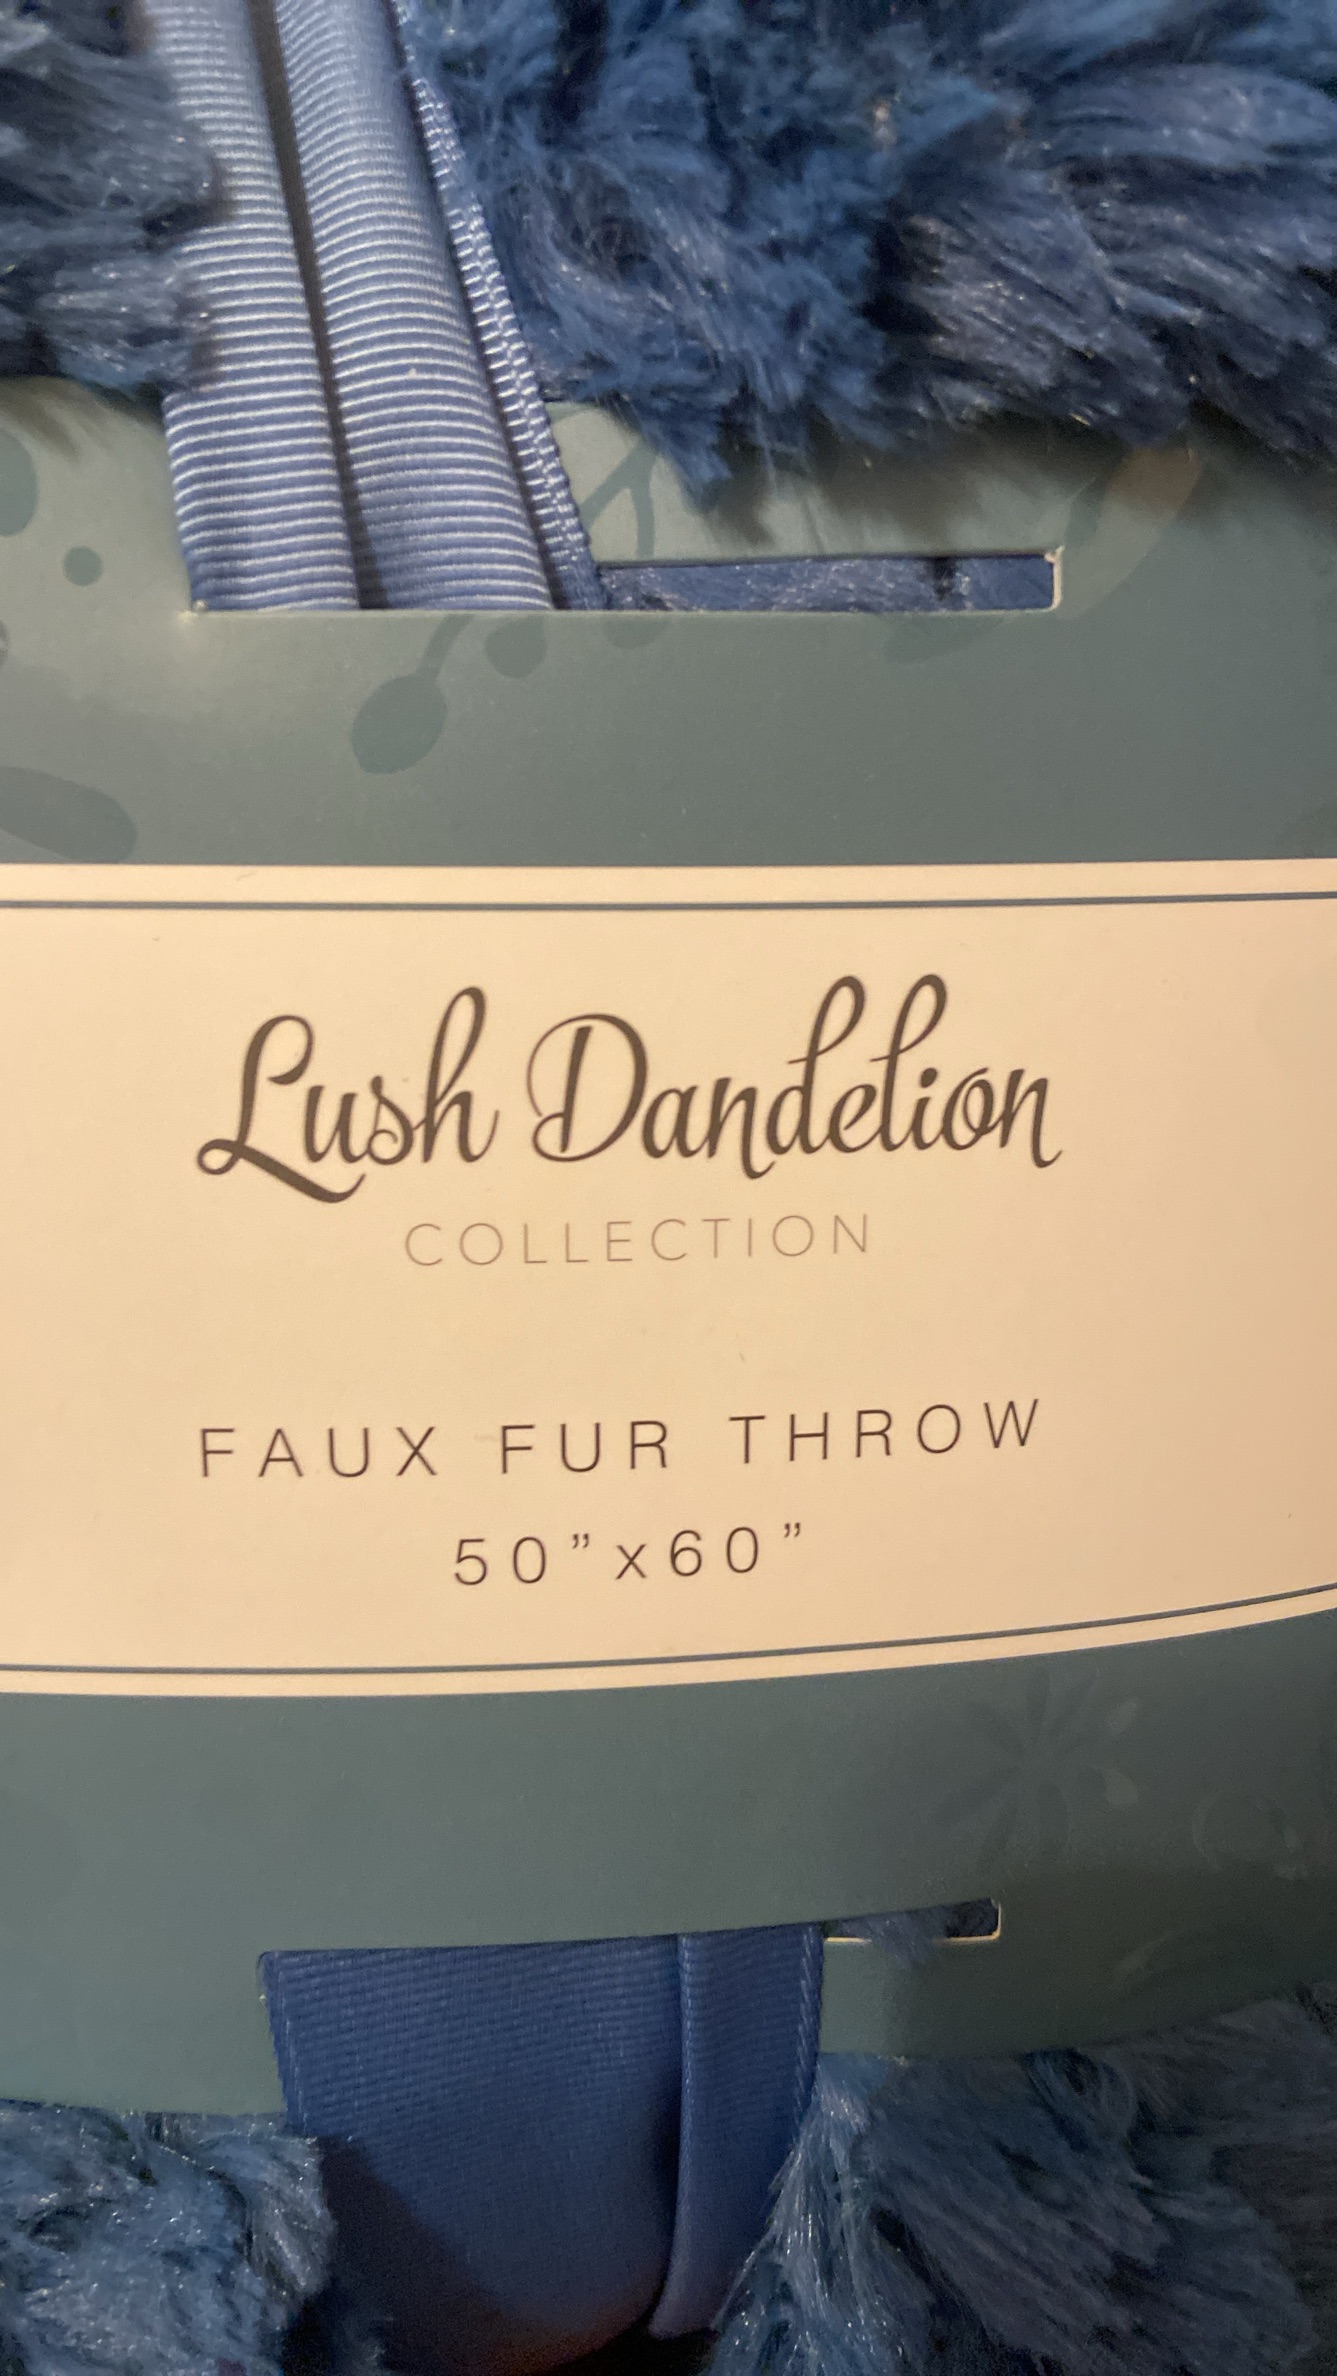 Lush Dandelion
COLLECTION
FAUX FUR THROW
50”x60”